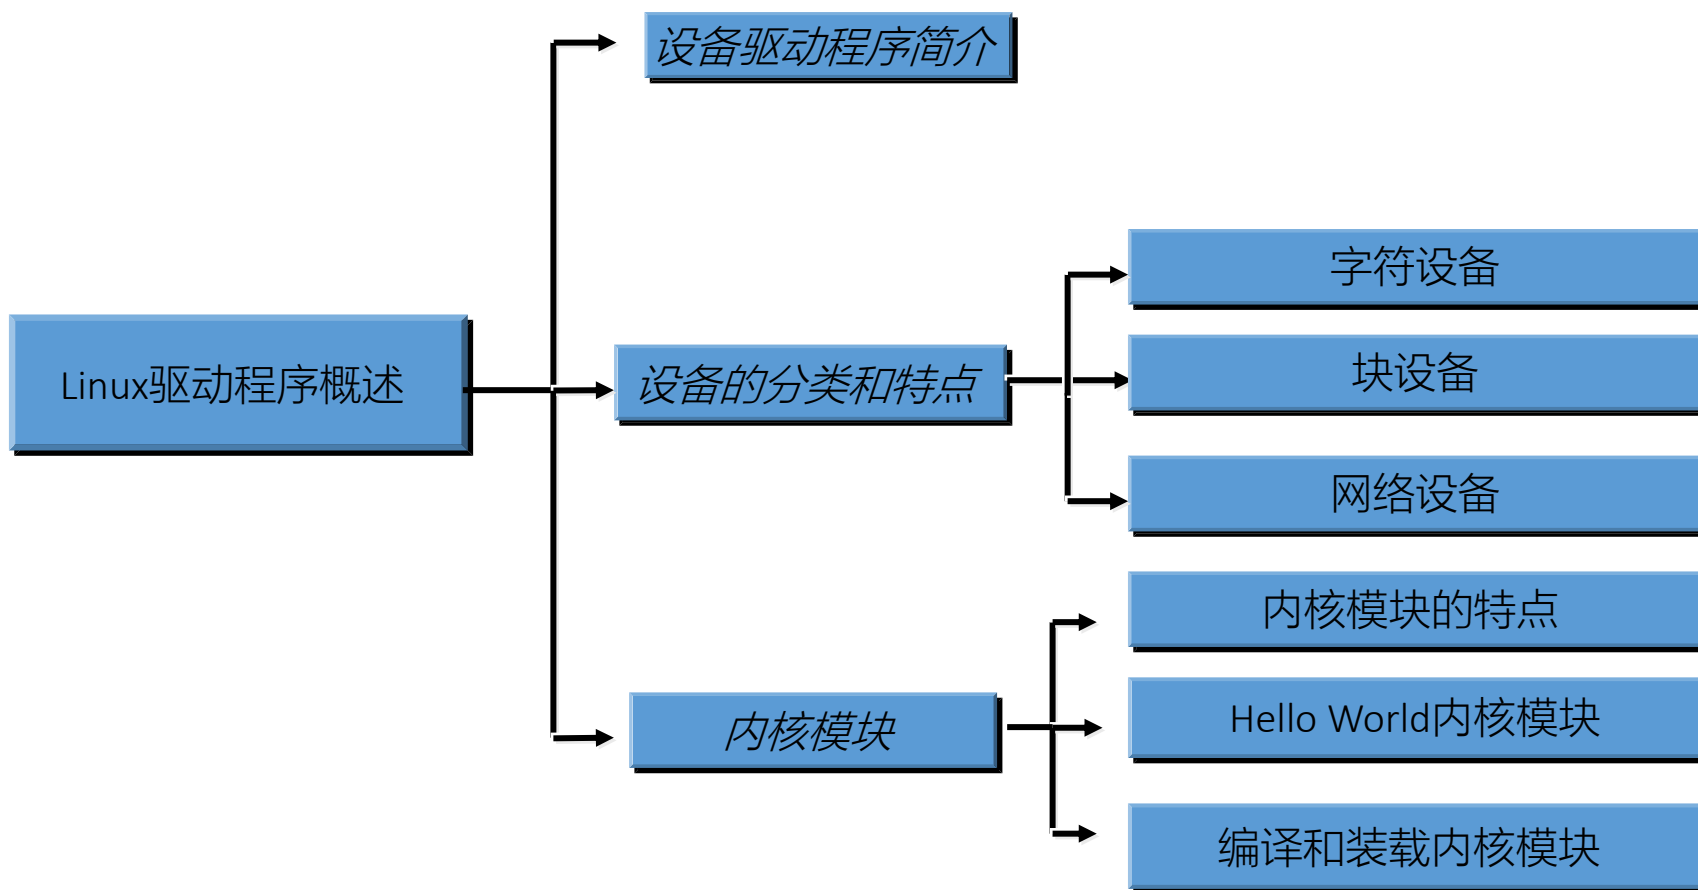 设备驱动程序简介
字符设备
Linux驱动程序概述
设备的分类和特点
块设备
网络设备
内核模块的特点
内核模块
Hello World内核模块
编译和装载内核模块